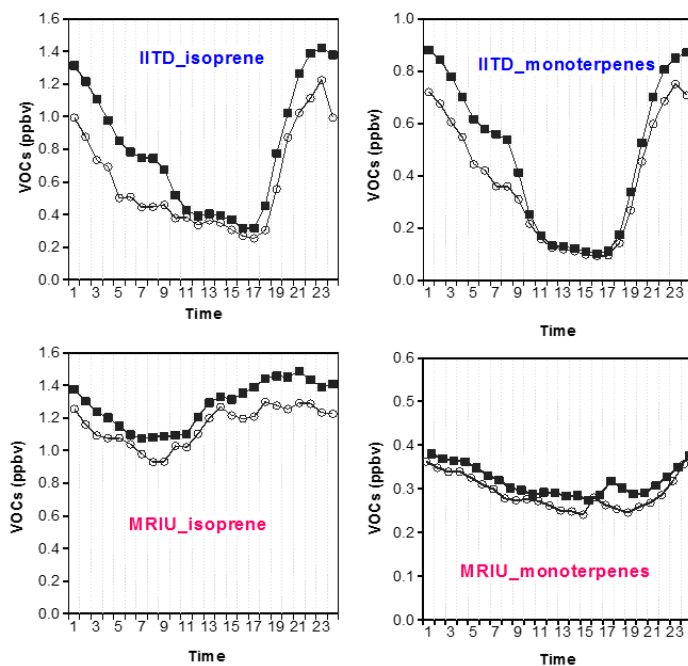 1.6
1.4
1.2
1.0
0.8
0.6
0.4
0.2
0.0
VOCs (ppbv)
IITD_isoprene
1 3 5 7 9 11 13 15 17 19 21 23
Time
1.0
0.8
0.6
0.4
0.2
0.0
VOCs (ppbv)
IITD_monoterpenes
1 3 5 7 9 11 13 15 17 19 21 23
Time
1.6
1.4
1.2
1.0
0.8
0.6
0.4
0.2
0.0
VOCs (ppbv)
MRIU_isoprene
1 3 5 7 9 11 13 15 17 19 21 23
Time
0.6
0.5
0.4
0.3
0.2
0.1
0.0
VOCs (ppbv)
MRIU_monoterpenes
1 3 5 7 9 11 13 15 17 19 21 23
Time